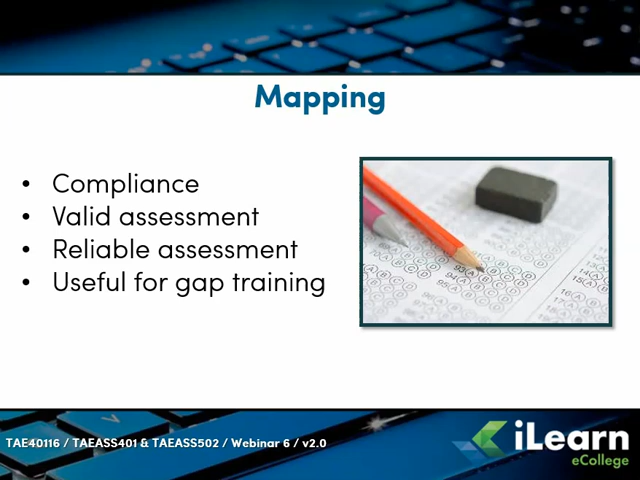 Mapping
• Compliance
• Valid assessment
• Reliable assessment
• Useful for gap training
TAE40116 / TAEASS401 & TAEASS502 / Webinar 6 / v2.0
iLearn
eCollege